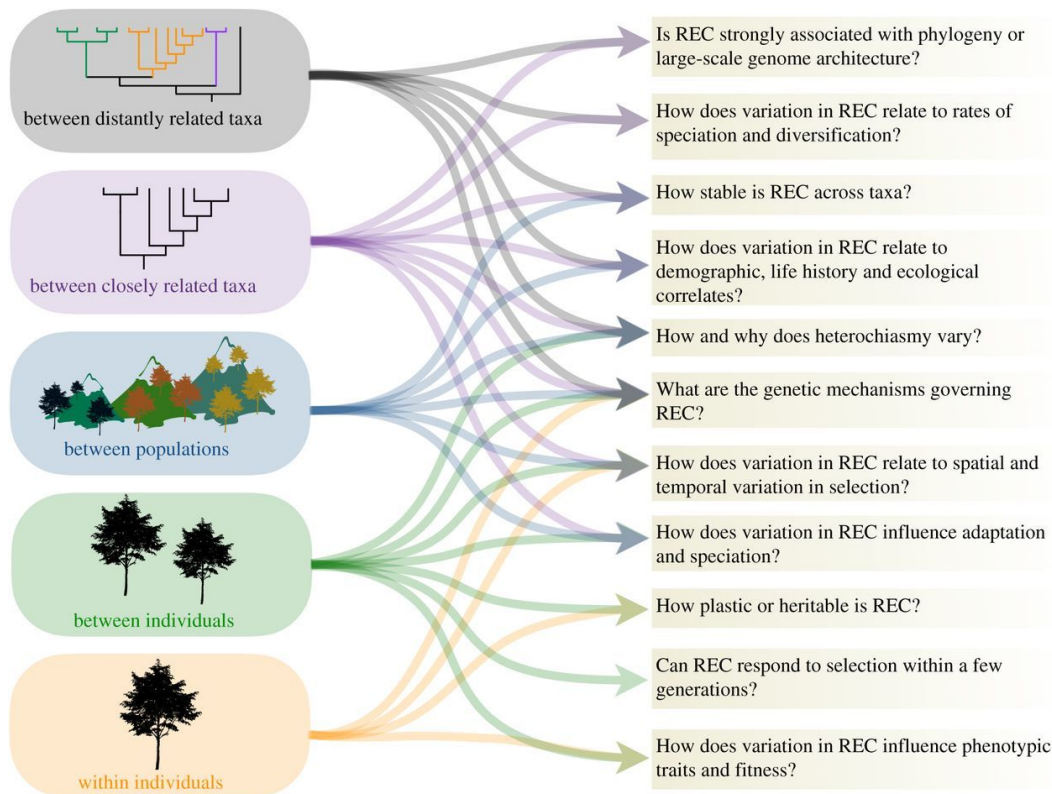 between distantly related taxa
between closely related taxa
between populations
between individuals
within individuals
Is REC strongly associated with phylogeny or
large-scale genome architecture?
How does variation in REC relate to rates of
speciation and diversification?
How stable is REC across taxa?
How does variation in REC relate to
demographic, life history and ecological
correlates?
How and why does heterochiasmy vary?
What are the genetic mechanisms governing
REC?
How does variation in REC relate to spatial and
temporal variation in selection?
How does variation in REC influence adaptation
and speciation?
How plastic or heritable is REC?
Can REC respond to selection within a few
generations?
How does variation in REC influence phenotypic
traits and fitness?